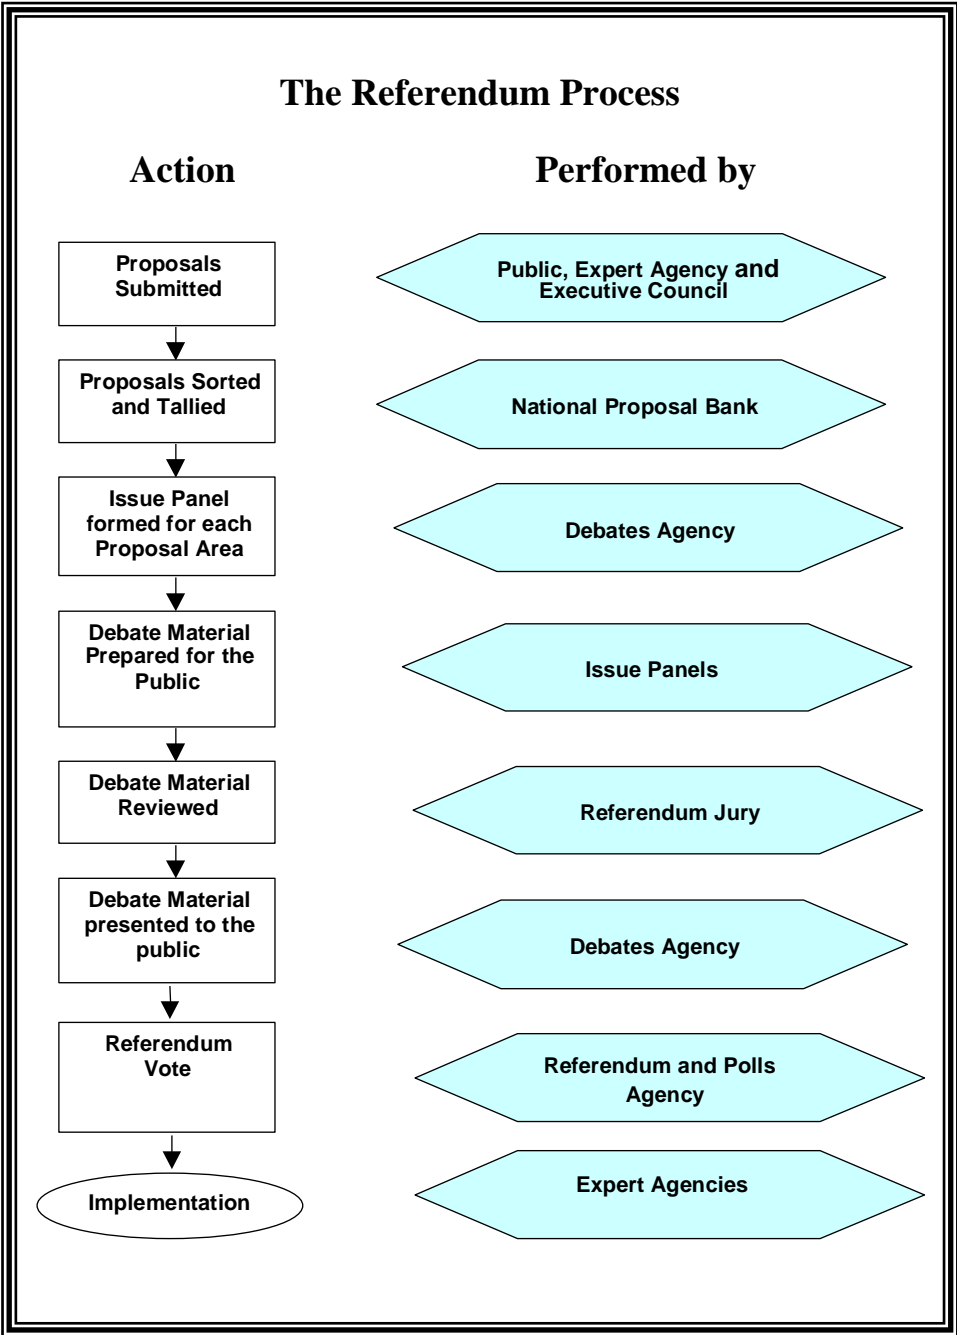 The Referendum Process
Action
Performed by
Proposals
Submitted
Public, Expert Agency and
Executive Council
Proposals Sorted
and Tallied
National Proposal Bank
Issue Panel
formed for each
Proposal Area
Debates Agency
Debate Material
Prepared for the
Public
Issue Panels
Debate Material
Reviewed
Referendum Jury
Debate Material
presented to the
public
Debates Agency
Referendum
Vote
Referendum and Polls
Agency
Implementation
Expert Agencies